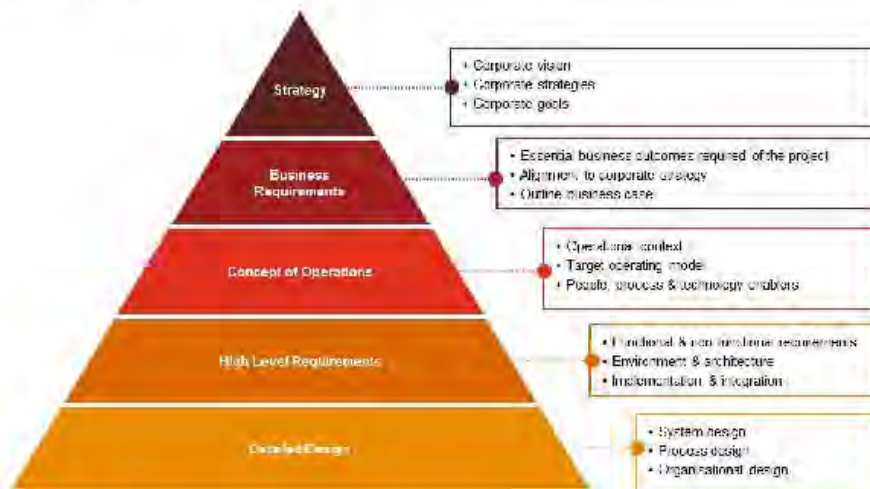 Strategy
• Corporate vision
• Corporate strategies
• Corporate goals
Business
Requirements
• Essential business outcomes required of the project
• Alignment to corporate strategy
• Outline business case
Concept of Operations
• Operational context
• Target operating model
• People, process & technology enablers
High Level Requirements
• Functional & non functional requirements
• Environment & architecture
• Implementation & integration
Detailed Design
• System design
• Process design
• Organisational design